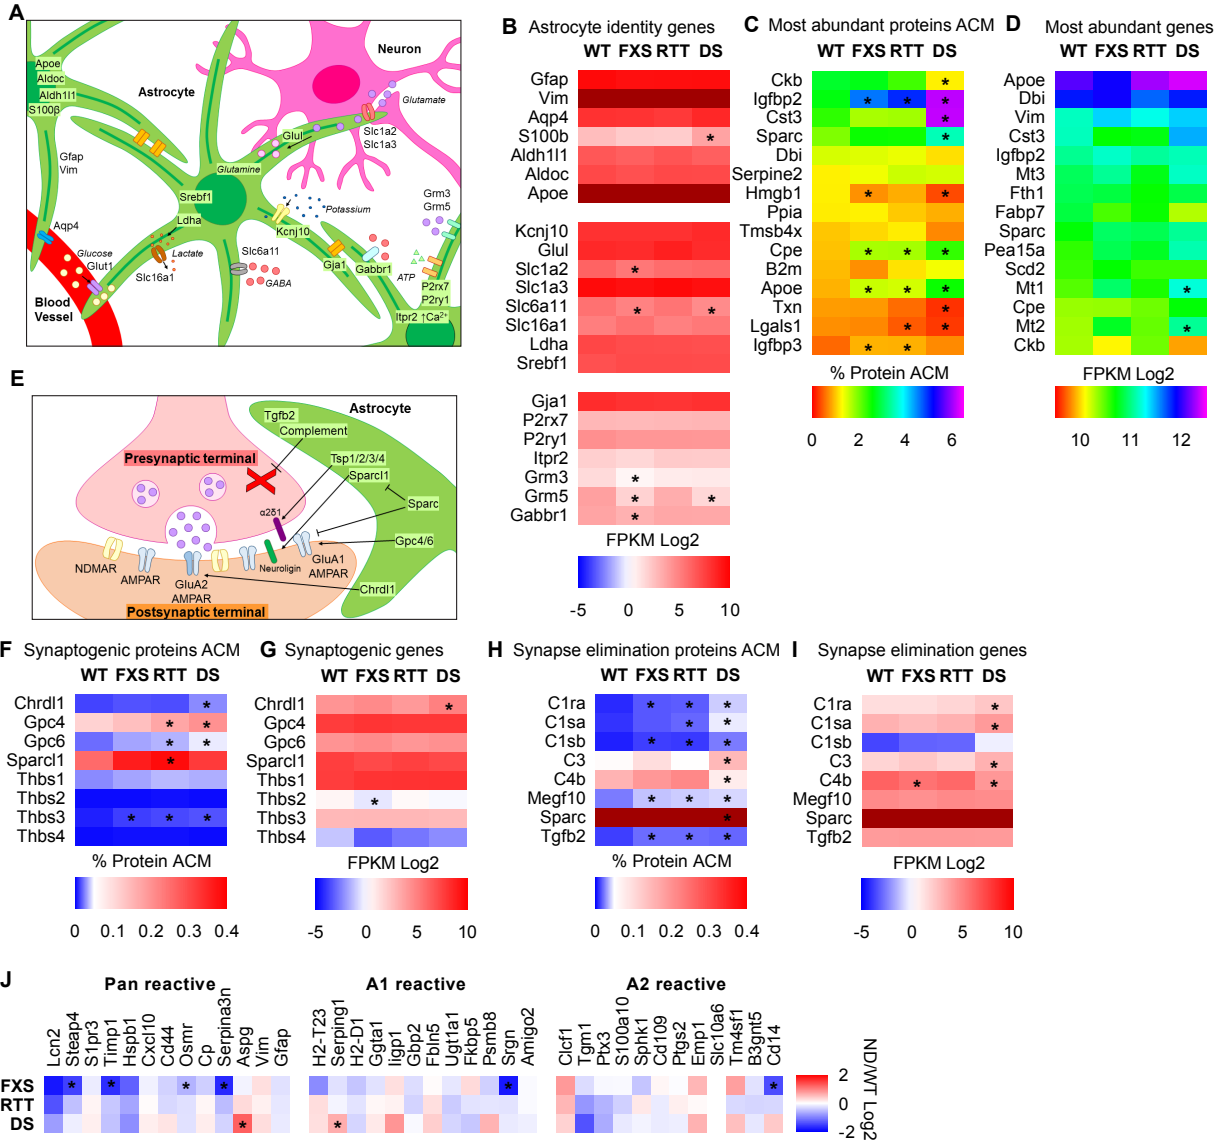 A
Apoe
Aldoc
Aldh1l1
S100β
Astrocyte
Neuron
Glutamate
Slc1a2
Slc1a3
Glul
Glutamine
Gfap
Vim
Srebf1
Ldha
Potassium
Kcnj10
Grm3
Grm5
Aqp4
Glucose
Glut1
Lactate
Slc16a1
Slc6a11
GABA
Gja1
Gabbr1
ATP
P2rx7
P2ry1
Itpr2 ↑Ca2+
Blood
Vessel
B Astrocyte identity genes
WT FXS RTT DS
Gfap
Vim
Aqp4
S100b *
Aldh1l1
Aldoc
Apoe
Kcnj10
Glul
Slc1a2 *
Slc1a3
Slc6a11 * *
Slc16a1
Ldha
Srebf1
Gja1
P2rx7
P2ry1
Itpr2
Grm3 *
Grm5 * *
Gabbr1 *
FPKM Log2
-5 0 5 10
C Most abundant proteins ACM
WT FXS RTT DS
Ckb *
Igfbp2 * * *
Cst3 *
Sparc *
Dbi
Serpine2
Hmgb1 * *
Ppia
Tmsb4x
Cpe * * *
B2m
Apoe * * *
Txn *
Lgals1 * *
Igfbp3 * *
% Protein ACM
0 2 4 6
D Most abundant genes
WT FXS RTT DS
Apoe
Dbi
Vim
Cst3
Igfbp2
Mt3
Fth1
Fabp7
Sparc
Pea15a
Scd2
Mt1 *
Cpe
Mt2 *
Ckb
FPKM Log2
10 11 12
E
Astrocyte
Tgfb2
Complement
Presynaptic terminal
Tsp1/2/3/4
Sparcl1
Sparc
α2δ1
Gpc4/6
NDMAR
AMPAR
GluA2
AMPAR
Neuroligin
GluA1
AMPAR
Chrdl1
Postsynaptic terminal
F Synaptogenic proteins ACM
WT FXS RTT DS
Chrdl1 *
Gpc4 * *
Gpc6 * *
Sparcl1 *
Thbs1
Thbs2
Thbs3 * * *
Thbs4
% Protein ACM
0 0.1 0.2 0.3 0.4
G Synaptogenic genes
WT FXS RTT DS
Chrdl1 *
Gpc4
Gpc6
Sparcl1
Thbs1
Thbs2 *
Thbs3
Thbs4
FPKM Log2
-5 0 5 10
H Synapse elimination proteins ACM
WT FXS RTT DS
C1ra * * *
C1sa * *
C1sb * * *
C3 *
C4b *
Megf10 * * *
Sparc *
Tgfb2 * * *
% Protein ACM
0 0.1 0.2 0.3 0.4
I Synapse elimination genes
WT FXS RTT DS
C1ra *
C1sa *
C1sb
C3 *
C4b * *
Megf10
Sparc
Tgfb2
FPKM Log2
-5 0 5 10
J
Pan reactive
Lcn2
Steap4
S1pr3
Timp1
Hspb1
Cxcl10
Cd44
Osmr
Cp
Serpina3n
Aspg
Vim
Gfap
A1 reactive
H2-T23
Serping1
H2-D1
Ggta1
Iigp1
Gbp2
Fbln5
Ugt1a1
Fkbp5
Psmb8
Srgn
Amigo2
A2 reactive
Clcf1
Tgm1
Ptx3
S100a10
Sphk1
Cd109
Ptgs2
Emp1
Slc10a6
Tm4sf1
B3gnt5
Cd14
FXS * * * * * *
RTT
DS * *
2
0
-2
ND/WT Log2